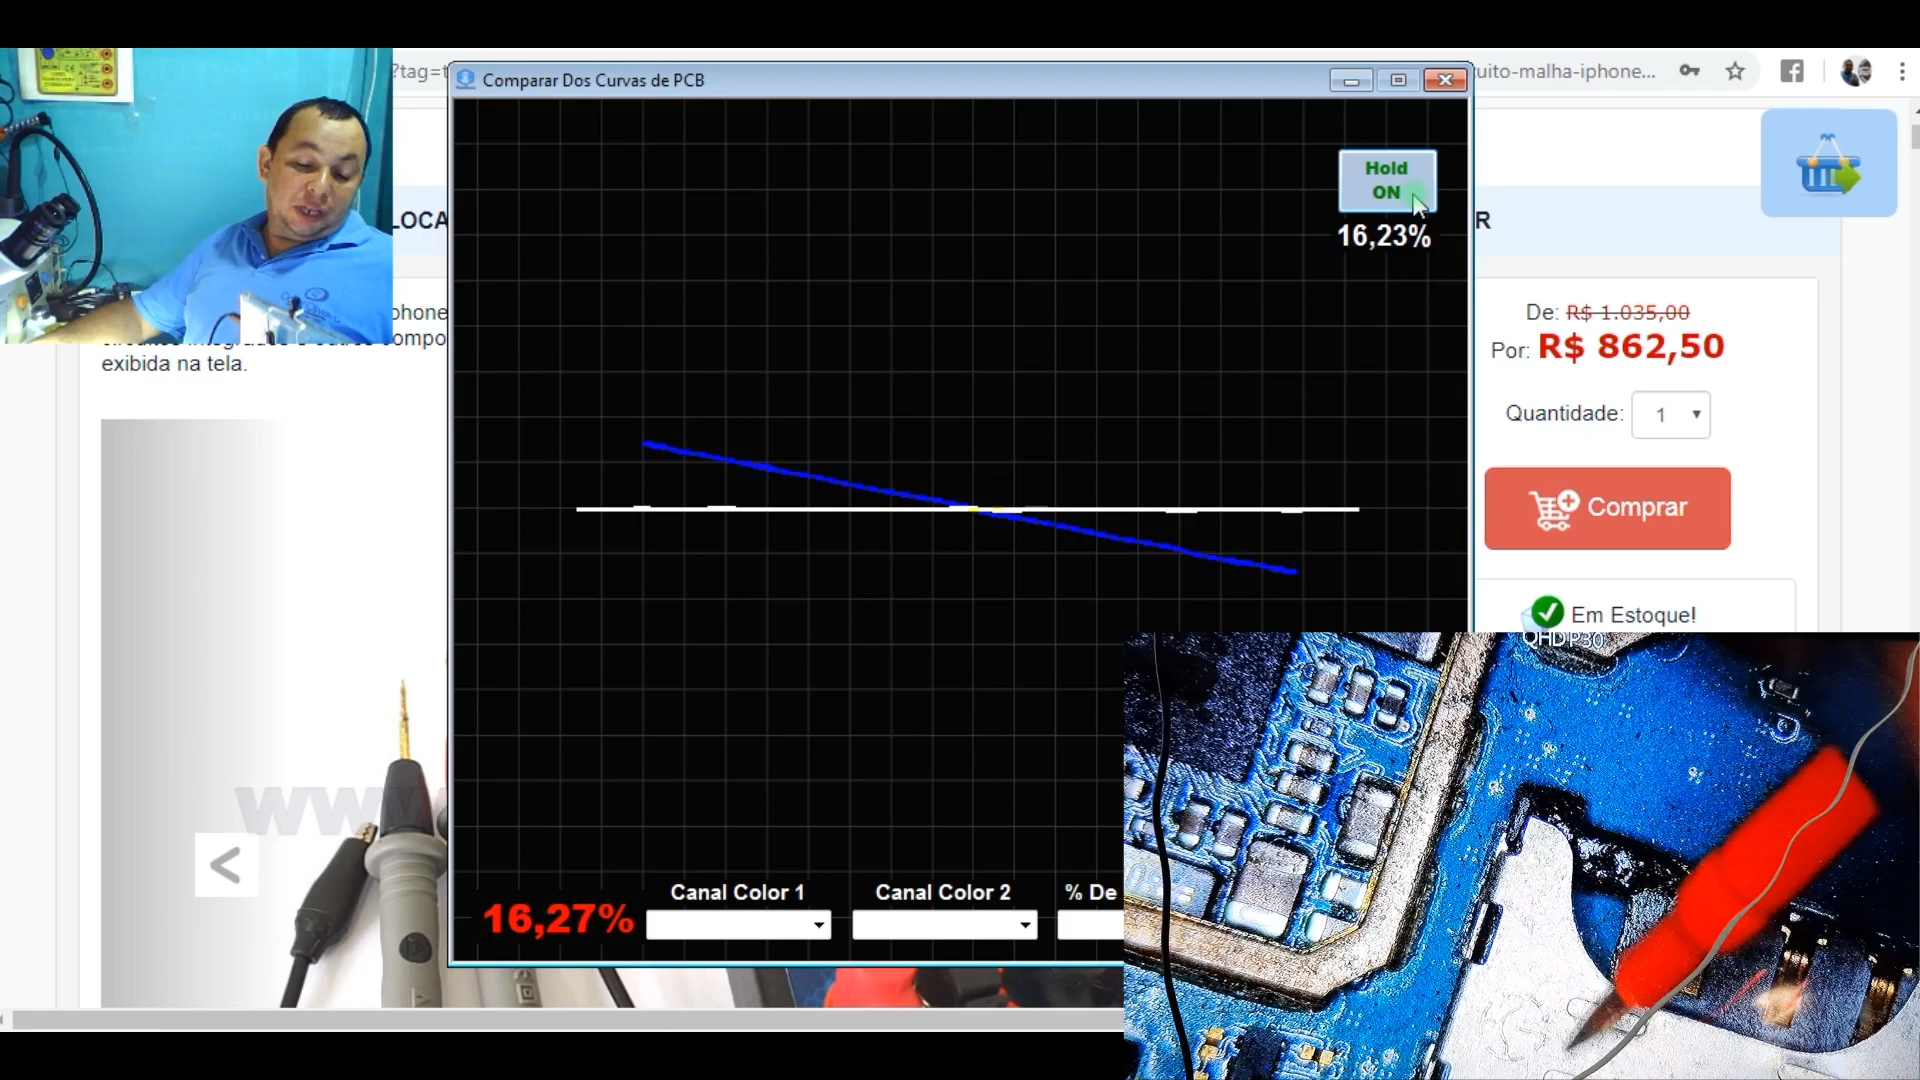 ?tag=t
Comparar Dos Curvas de PCB
uito-malha-iphone...
Hold
ON
16,23%
LOCA
R
phone
ompo
exibida na tela.
De: R$ 1.035,00
Por: R$ 862,50
Quantidade: 1
Comprar
Em Estoque!
QHDP30
WWW
<
Canal Color 1
Canal Color 2
% De
16,27%